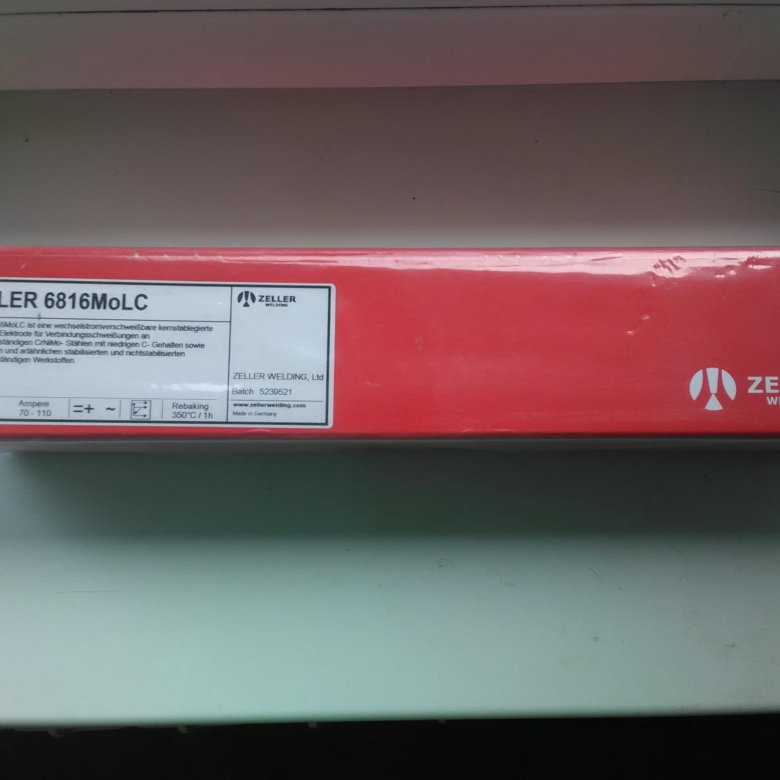 LER 6816MoLC
6MoLC ist eine wechselstromverschweißbare kernstablegierte
Elektrode für Verbindungsschweißungen an
ständigen CrNiMo- Stählen mit niedrigen C- Gehalten sowie
n und artähnlichen stabilisierten und nichtstabilisierten
ständigen Werkstoffen.
Ampere
70 - 110
=+ ~
Rebaking
350°C / 1h
ZELLER
WELDING
ZELLER WELDING, Ltd
Batch 5239521
www.zellerwelding.com
Made in Germany
ZE
WE